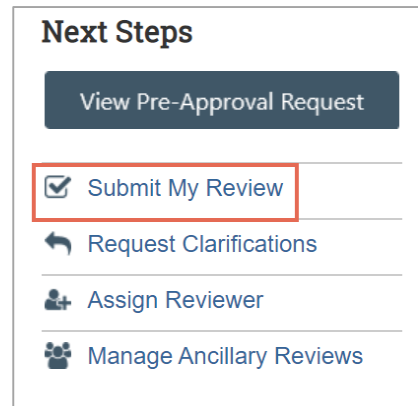 Next Steps
View Pre-Approval Request
Submit My Review
Request Clarifications
Assign Reviewer
Manage Ancillary Reviews